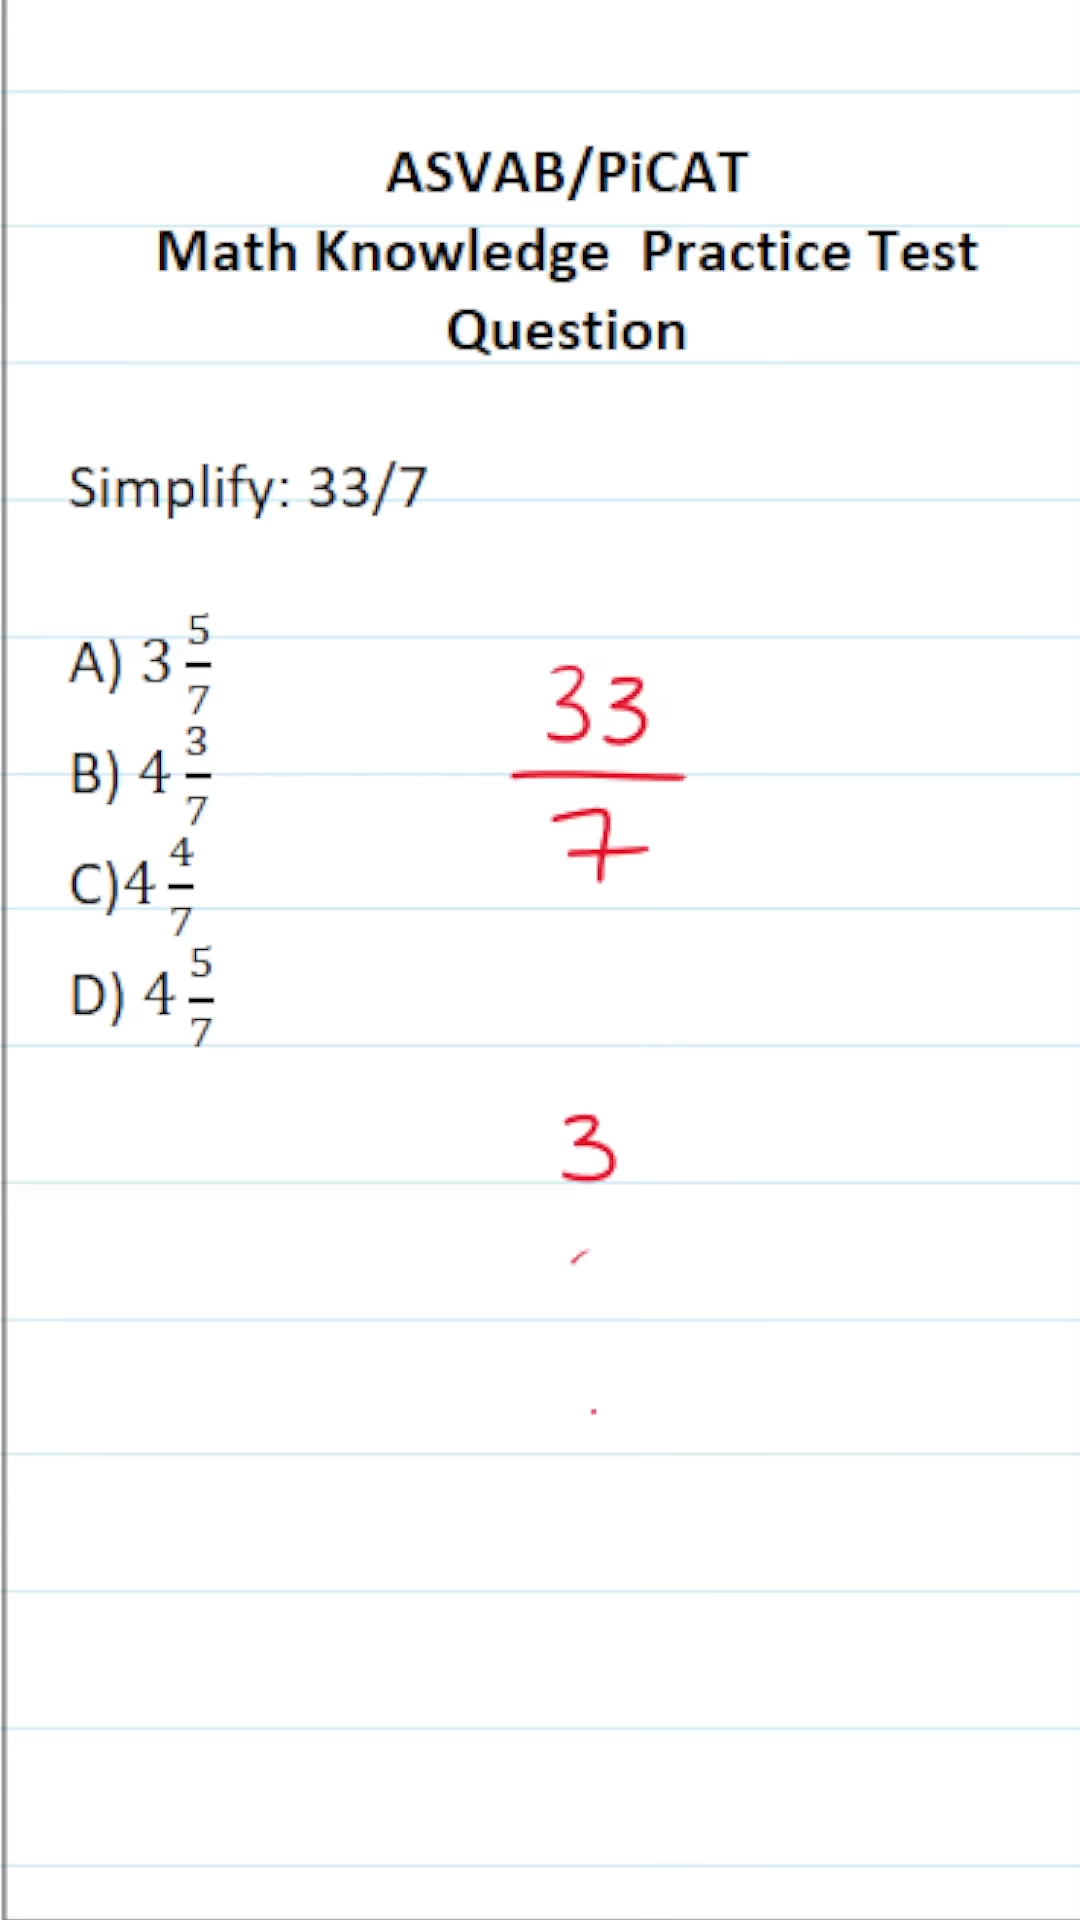 ASVAB/PiCAT
Math Knowledge Practice Test
Question
Simplify: 33/7
A) 3 5/7
B) 4 3/7
C)4 4/7
D) 4 5/7
33
7
3